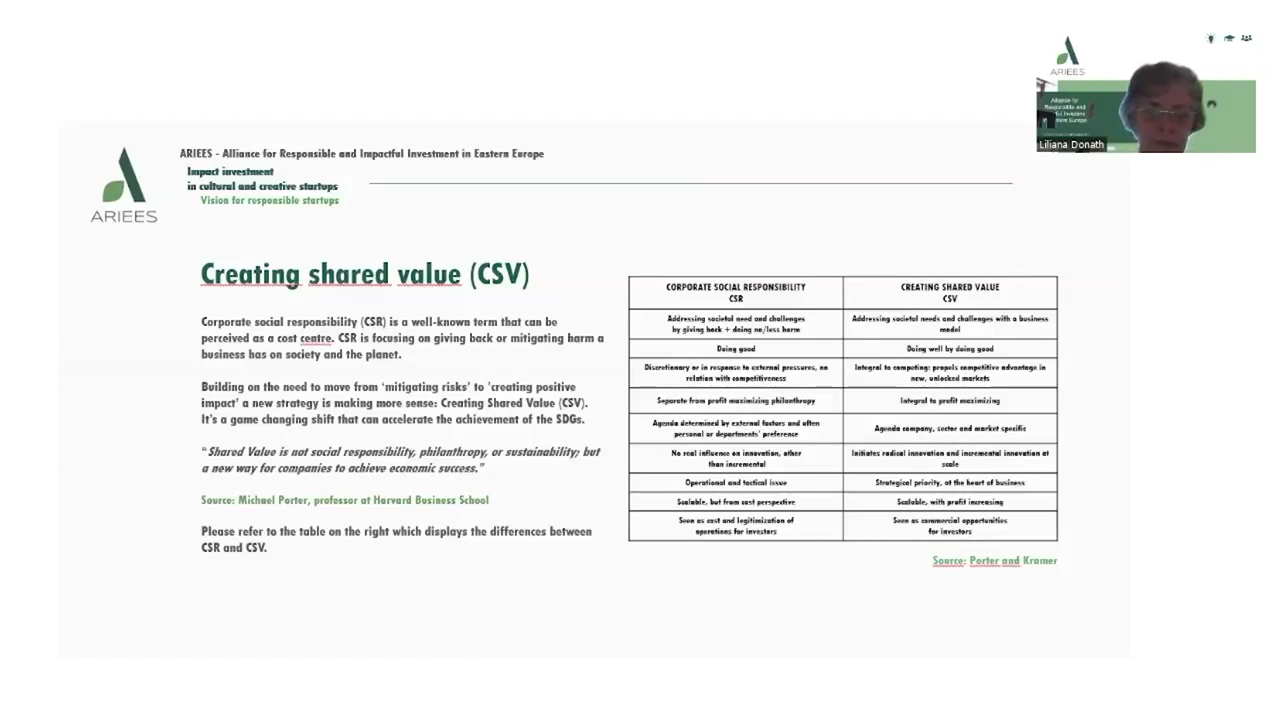 ARIEES
Alliance for
Responsible and
Liliana Donath
ARIEES - Alliance for Responsible and Impactful Investment in Eastern Europe
Impact investment
in cultural and creative startups
Vision for responsible startups
ARIEES
Creating shared value (CSV)
Corporate social responsibility (CSR) is a well-known term that can be
perceived as a cost centre. CSR is focusing on giving back or mitigating harm a
business has on society and the planet.
Building on the need to move from ‘mitigating risks’ to ’creating positive
impact’ a new strategy is making more sense: Creating Shared Value (CSV).
It’s a game changing shift that can accelerate the achievement of the SDGs.
“Shared Value is not social responsibility, philanthropy, or sustainability; but
a new way for companies to achieve economic success.”
Source: Michael Porter, professor at Harvard Business School
Please refer to the table on the right which displays the differences between
CSR and CSV.
CORPORATE SOCIAL RESPONSIBILITY
CSR
CREATING SHARED VALUE
CSV
Addressing societal need and challenges
by giving back + doing no/less harm
Addressing societal needs and challenges with a business
model
Doing good
Doing well by doing good
Discretionary or in response to external pressures, no
relation with competitiveness
Integral to competing: propels competitive advantage in
new, unlocked markets
Separate from profit maximizing philanthropy
Integral to profit maximizing
Agenda determined by external factors and often
personal or departments’ preference
Agenda company, sector and market specific
No real influence on innovation, other
than incremental
Initiates radical innovation and incremental innovation at
scale
Operational and tactical issue
Strategical priority, at the heart of business
Scalable, but from cost perspective
Scalable, with profit increasing
Seen as cost and legitimization of
operations for investors
Seen as commercial opportunities
for investors
Source: Porter and Kramer